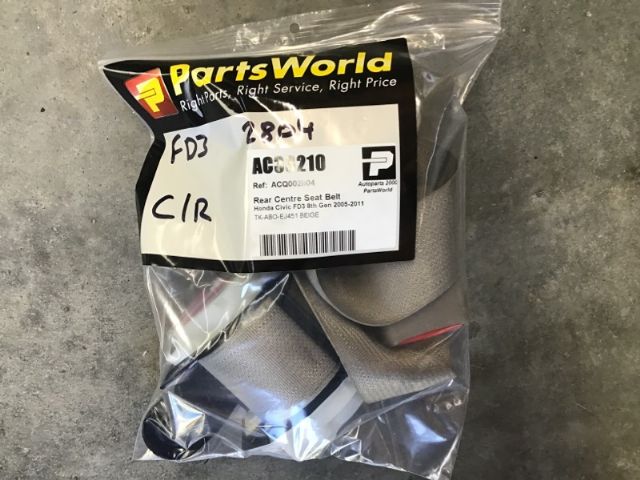 PartsWorld
Right Parts, Right Service, Right Price
FD3 2804
C/R
Ref:
Rear Centre Seat Belt
Honda Civic FD3 8th Gen 2005-2011
TK-ABO-EJ451 BEIGE
Autoparts 2000
PartsWorld